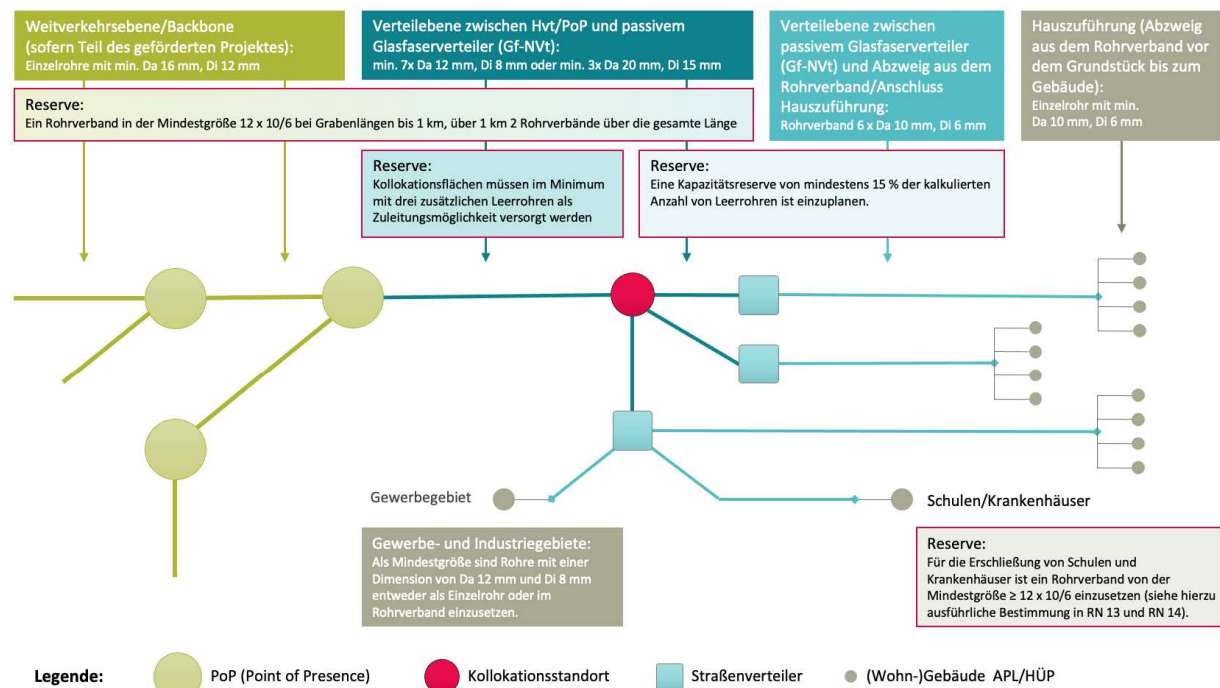 Weitverkehrsebene/Backbone
(sofern Teil des geförderten Projektes):
Einzelrohre mit min. Da 16 mm, Di 12 mm
Verteilebene zwischen Hvt/PoP und passivem
Glasfaserverteiler (Gf-NVt):
min. 7x Da 12 mm, Di 8 mm oder min. 3x Da 20 mm, Di 15 mm
Verteilebene zwischen
passivem Glasfaserverteiler
(Gf-NVt) und Abzweig aus dem
Rohrverband/Anschluss
Hauszuführung:
Rohrverband 6 x Da 10 mm, Di 6 mm
Hauszuführung (Abzweig
aus dem Rohrverband vor
dem Grundstück bis zum
Gebäude):
Einzelrohr mit min.
Da 10 mm, Di 6 mm
Reserve:
Ein Rohrverband in der Mindestgröße 12 x 10/6 bei Grabenlängen bis 1 km, über 1 km 2 Rohrverbände über die gesamte Länge
Reserve:
Kollokationsflächen müssen im Minimum
mit drei zusätzlichen Leerrohren als
Zuleitungsmöglichkeit versorgt werden
Reserve:
Eine Kapazitätsreserve von mindestens 15 % der kalkulierten
Anzahl von Leerrohren ist einzuplanen.
Gewerbegebiet
Schulen/Krankenhäuser
Gewerbe- und Industriegebiete:
Als Mindestgröße sind Rohre mit einer
Dimension von Da 12 mm und Di 8 mm
entweder als Einzelrohr oder im
Rohrverband einzusetzen.
Reserve:
Für die Erschließung von Schulen und
Krankenhäuser ist ein Rohrverband von der
Mindestgröße ≥ 12 x 10/6 einzusetzen (siehe hierzu
ausführliche Bestimmung in RN 13 und RN 14).
Legende:
PoP (Point of Presence)
Kollokationsstandort
Straßenverteiler
(Wohn-)Gebäude APL/HÜP